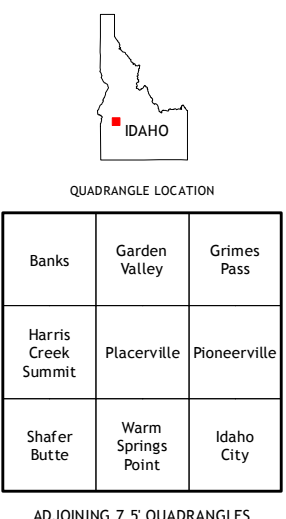 IDAHO
QUADRANGLE LOCATION
Banks
Garden
Valley
Grimes
Pass
Harris
Creek
Summit
Placerville
Pioneerville
Shafer
Butte
Warm
Springs
Point
Idaho
City
ADJOINING 7.5' QUADRANGLES